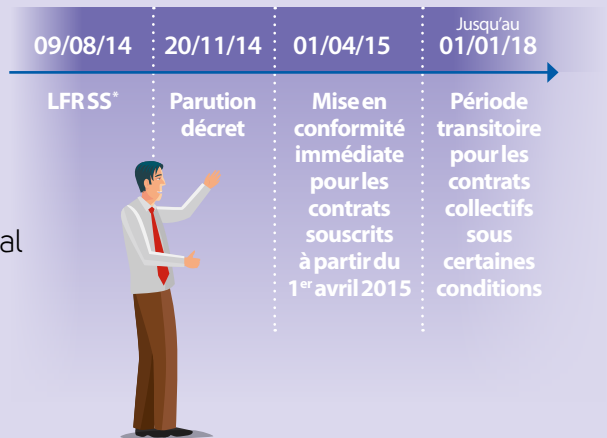 09/08/14
20/11/14
01/04/15
Jusqu'au
01/01/18
LFRSS*
Parution
décret
Mise en
conformité
immédiate
pour les
contrats
souscrits
à partir du
1er avril 2015
Période
transitoire
pour les
contrats
collectifs
sous
certaines
conditions
al